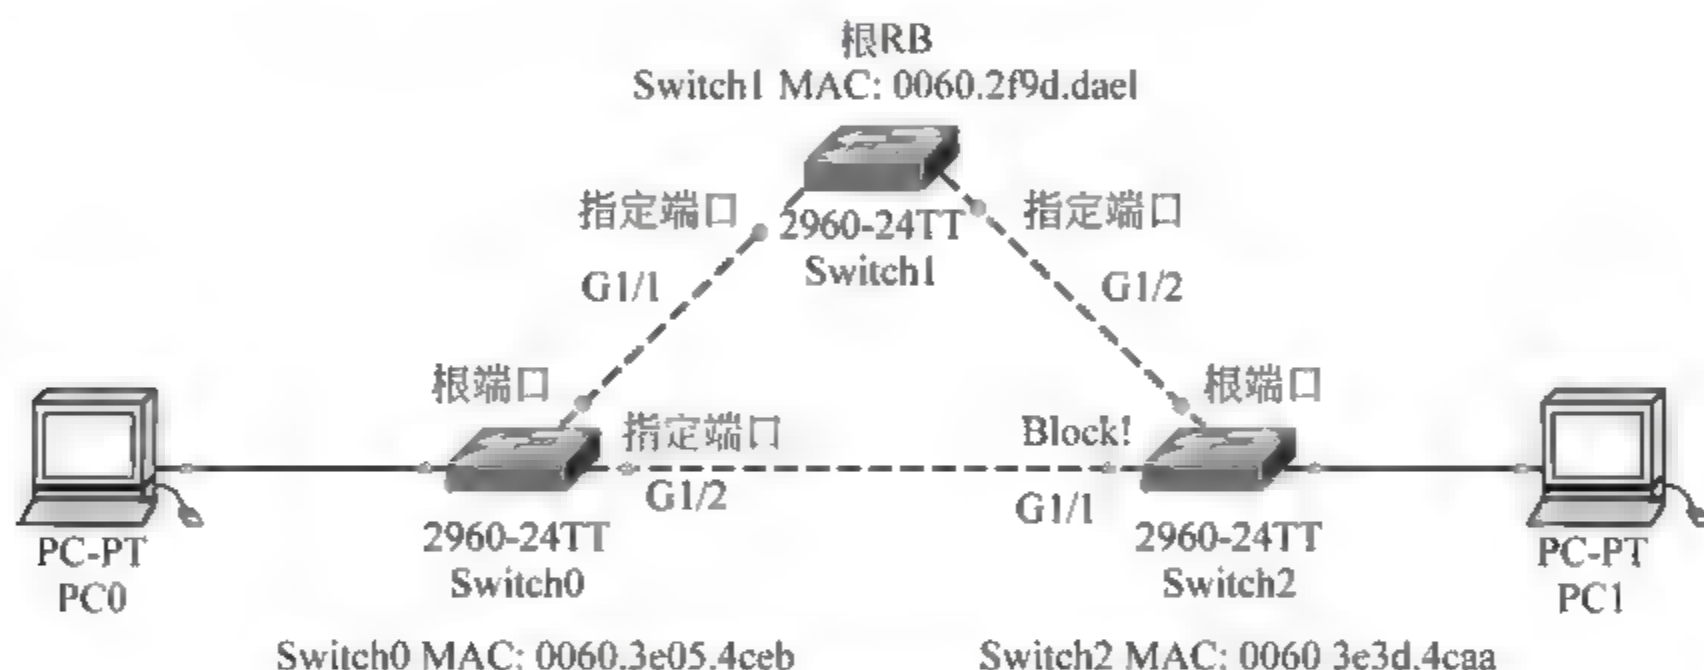 根RB
Switch1 MAC: 0060.2f9d.dae1
指定端口
2960-24TT
Switch1
指定端口
G1/1
G1/2
根端口
根端口
指定端口
Block!
G1/2
G1/1
PC-PT
PC0
2960-24TT
Switch0
2960-24TT
Switch2
PC-PT
PC1
Switch0 MAC: 0060.3e05.4ceb
Switch2 MAC: 0060 3e3d.4caa